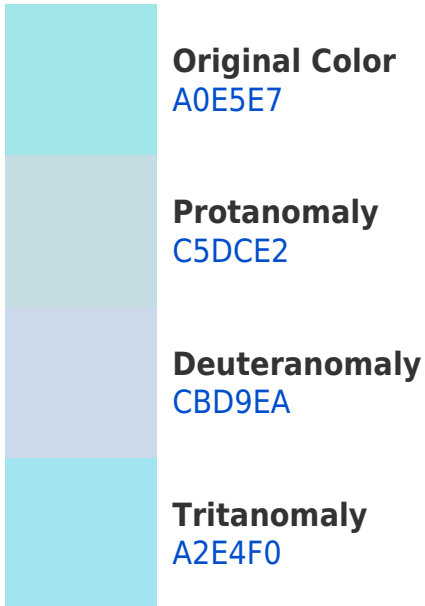 Original Color
A0E5E7
Protanomaly
C5DCE2
Deuteranomaly
CBD9EA
Tritanomaly
A2E4F0